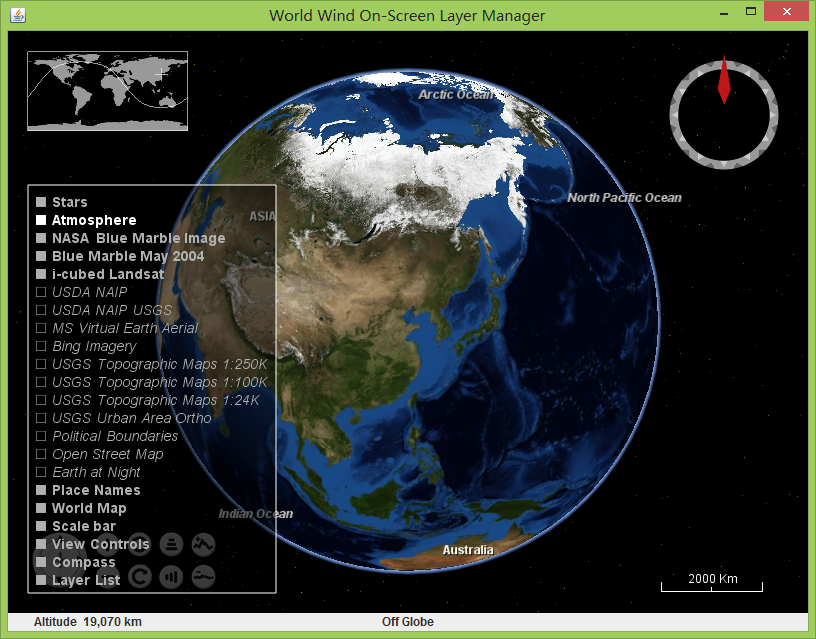 World Wind On-Screen Layer Manager
Arctic Ocean
North Pacific Ocean
ASIA
Stars
Atmosphere
NASA Blue Marble Image
Blue Marble May 2004
i-cubed Landsat
USDA NAIP
USDA NAIP USGS
MS Virtual Earth Aerial
Bing Imagery
USGS Topographic Maps 1:250K
USGS Topographic Maps 1:100K
USGS Topographic Maps 1:24K
USGS Urban Area Ortho
Political Boundaries
Open Street Map
Earth at Night
Place Names
World Map
Scale bar
View Controls
Compass
Layer List
Indian Ocean
Australia
2000 Km
Altitude 19,070 km
Off Globe